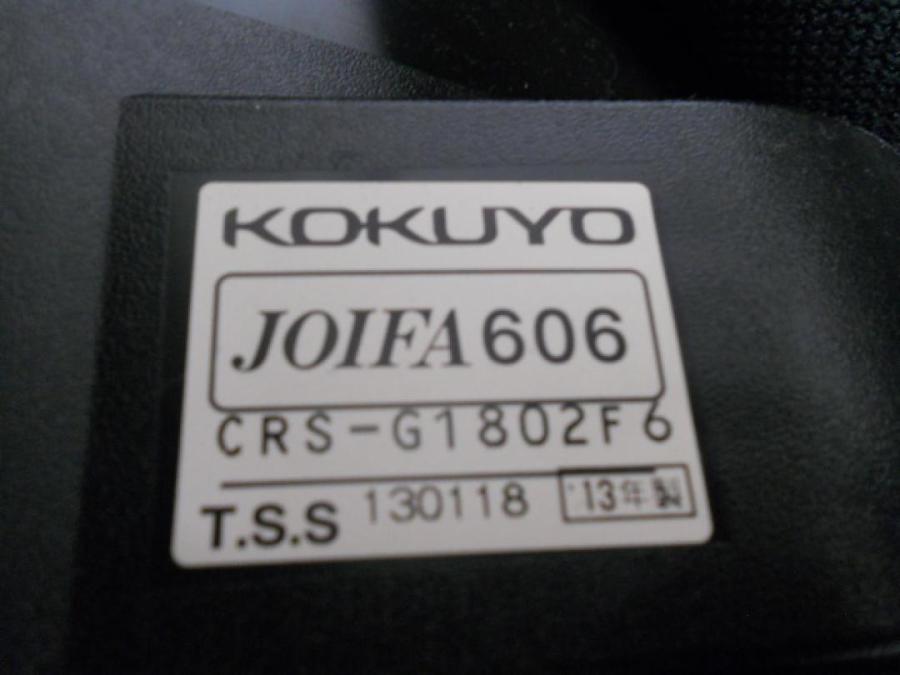 KOKUYO
JOIFA 606
CRS-G1802F6
T.S.S 130118 '13年製